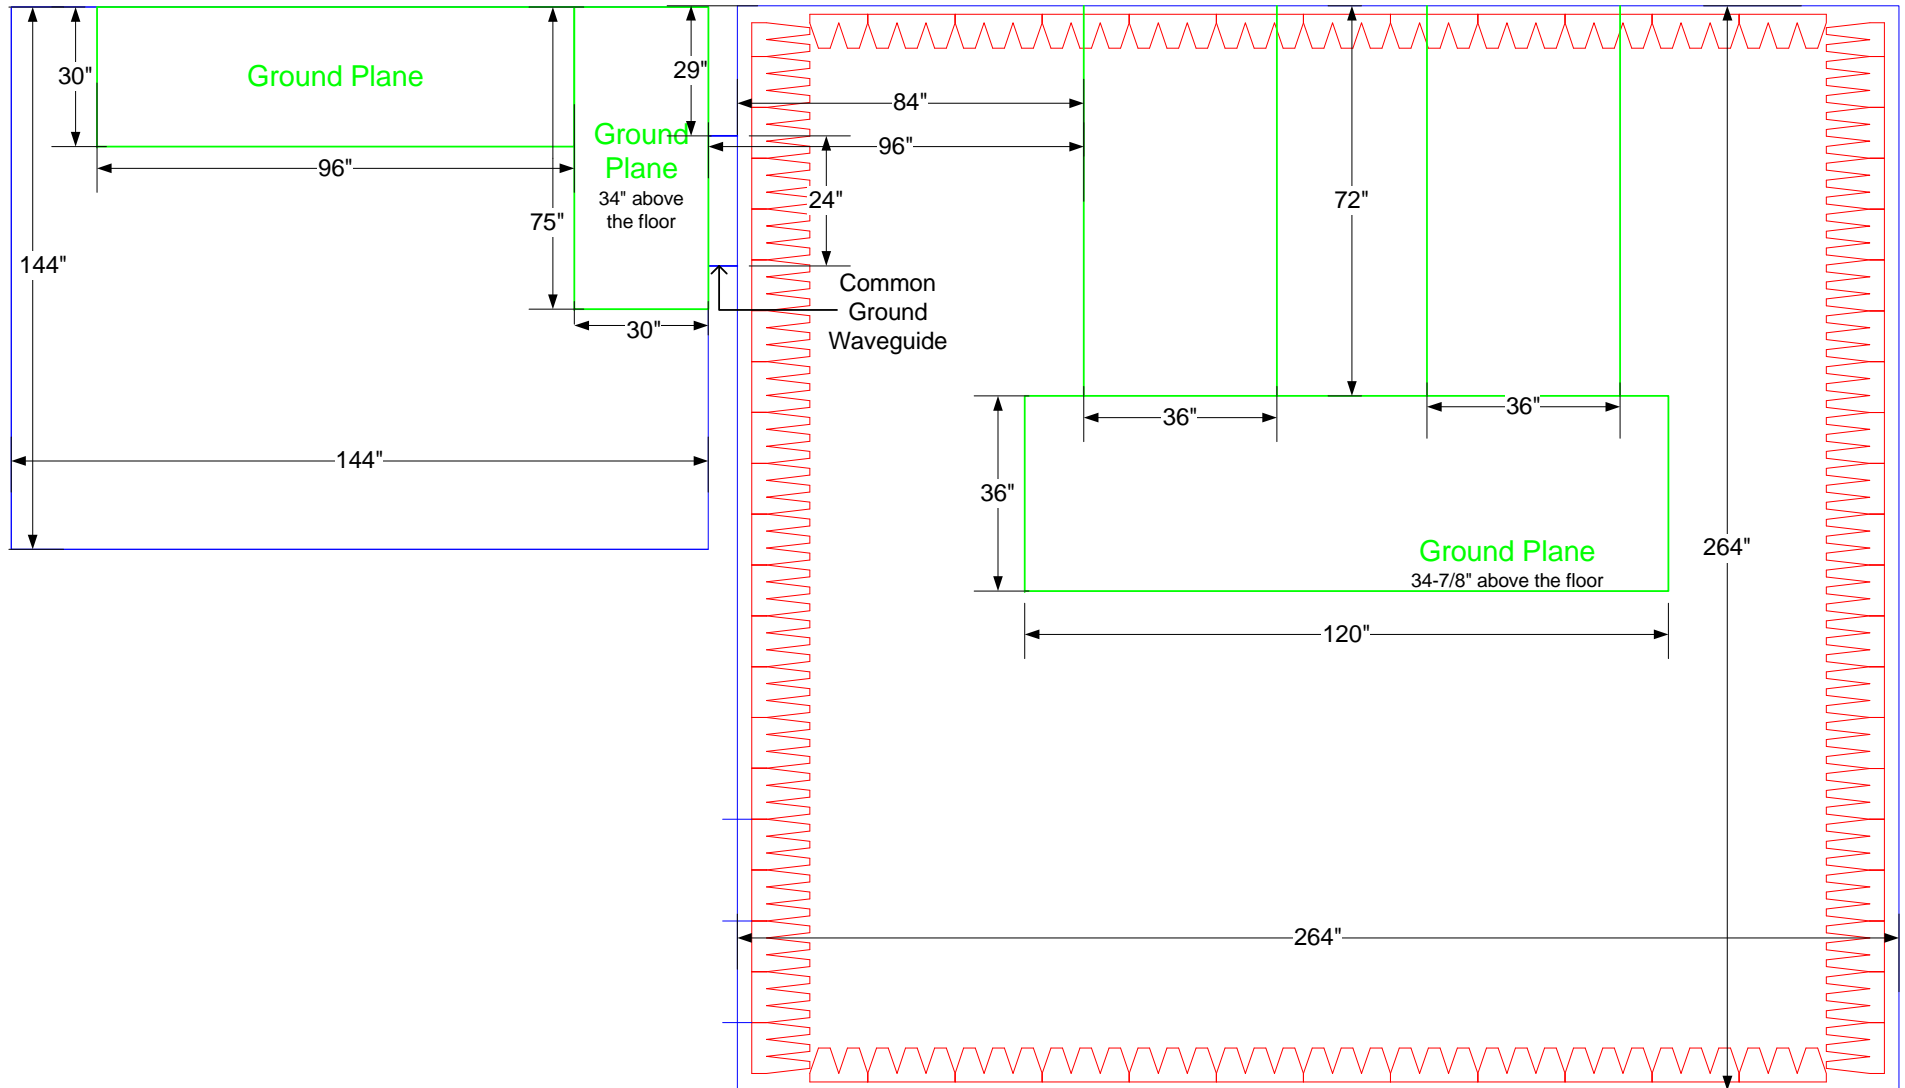 30"
Ground Plane
29"
84"
Ground
Plane
96"
96"
34" above
the floor
24"
72"
75"
144"
Common
Ground
Waveguide
30"
36"
36"
144"
36"
Ground Plane
34-7/8" above the floor
264"
120"
264"